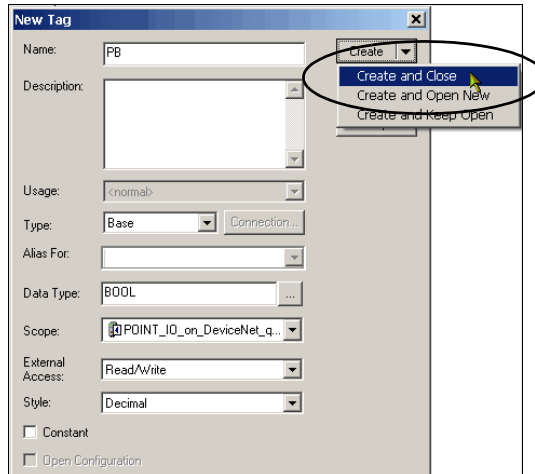 New Tag
Name: PB
Create
Create and Close
Create and Open New
Create and Keep Open
Description:
Usage: <normal>
Type: Base Connection...
Alias For:
Data Type: BOOL ...
Scope: POINT_IO_on_DeviceNet_q...
External Access: Read/Write
Style: Decimal
Constant
Open Configuration